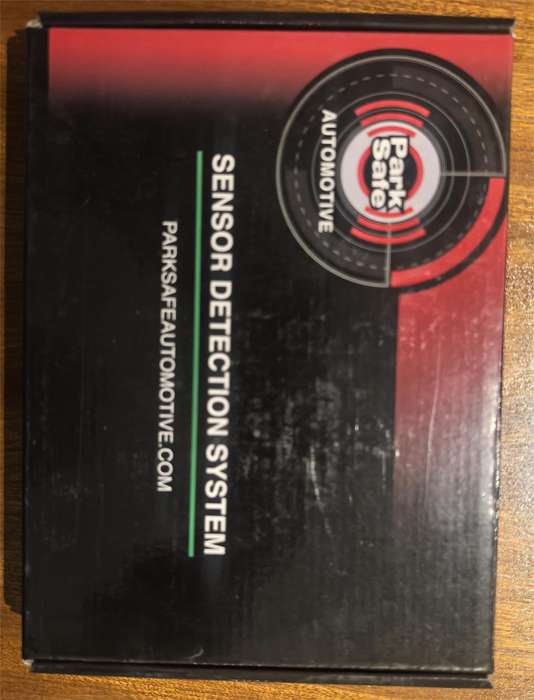 Park
Safe
AUTOMOTIVE
SENSOR DETECTION SYSTEM
PARKSAFEAUTOMOTIVE.COM